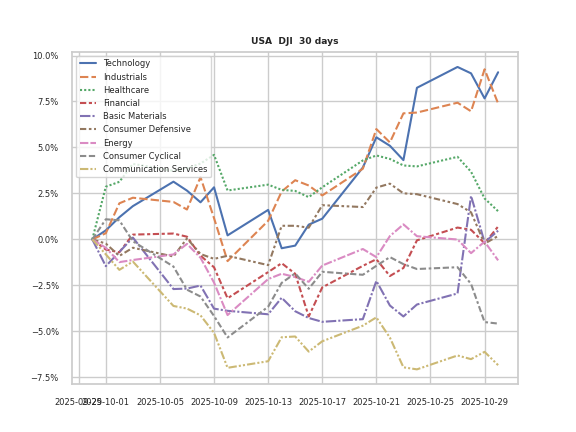 USA  DJI  30 days
10.0%
7.5%
5.0%
2.5%
0.0%
−2.5%
−5.0%
−7.5%
Technology
Industrials
Healthcare
Financial
Basic Materials
Consumer Defensive
Energy
Consumer Cyclical
Communication Services
2025-10-01
2025-10-05
2025-10-09
2025-10-13
2025-10-17
2025-10-21
2025-10-25
2025-10-29